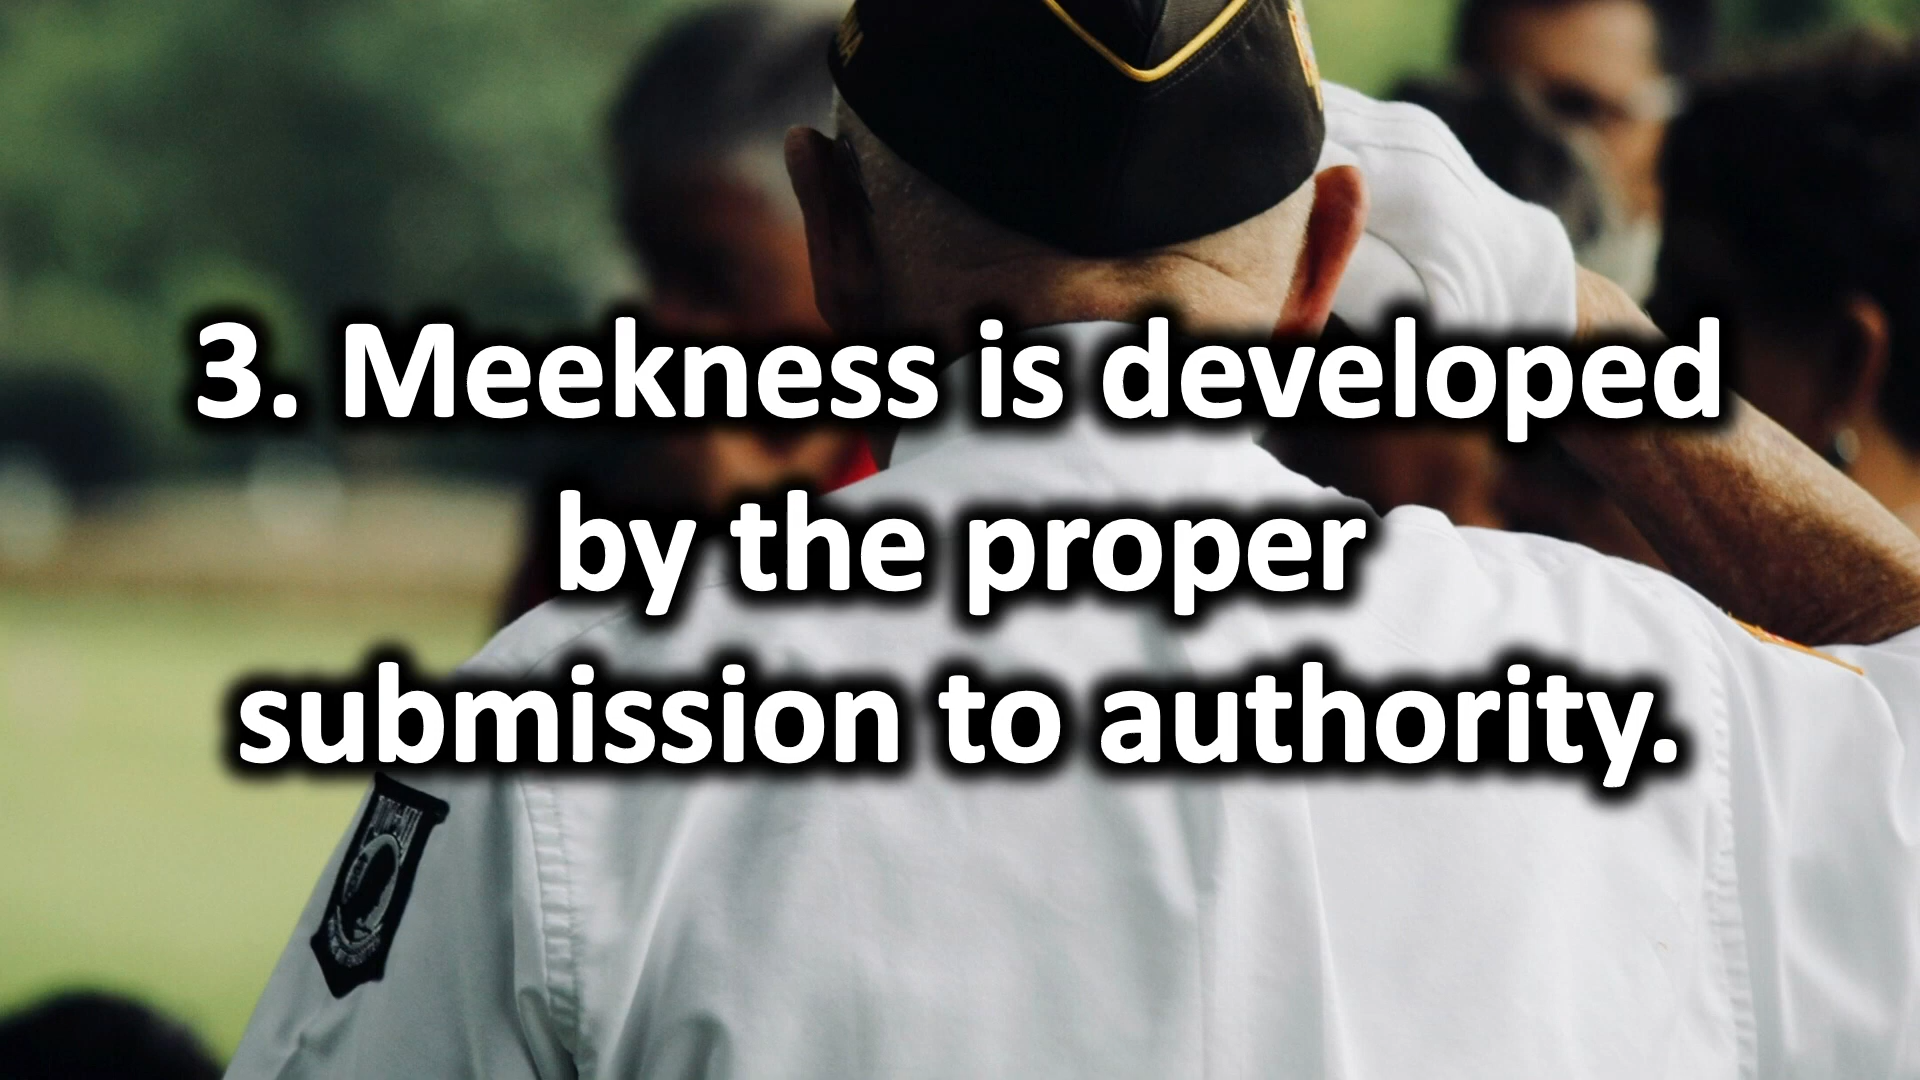 3. Meekness is developed
by the proper
submission to authority.